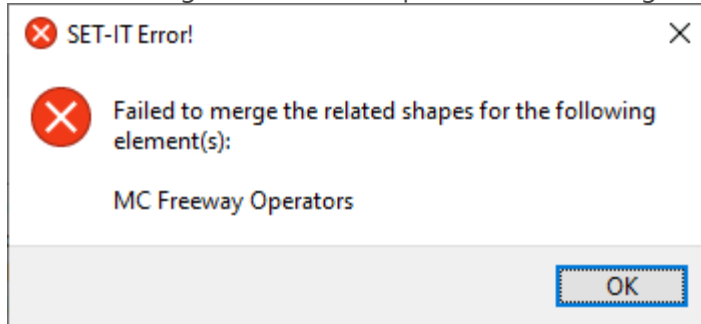 SET-IT Error!
Failed to merge the related shapes for the following
element(s):
MC Freeway Operators
OK